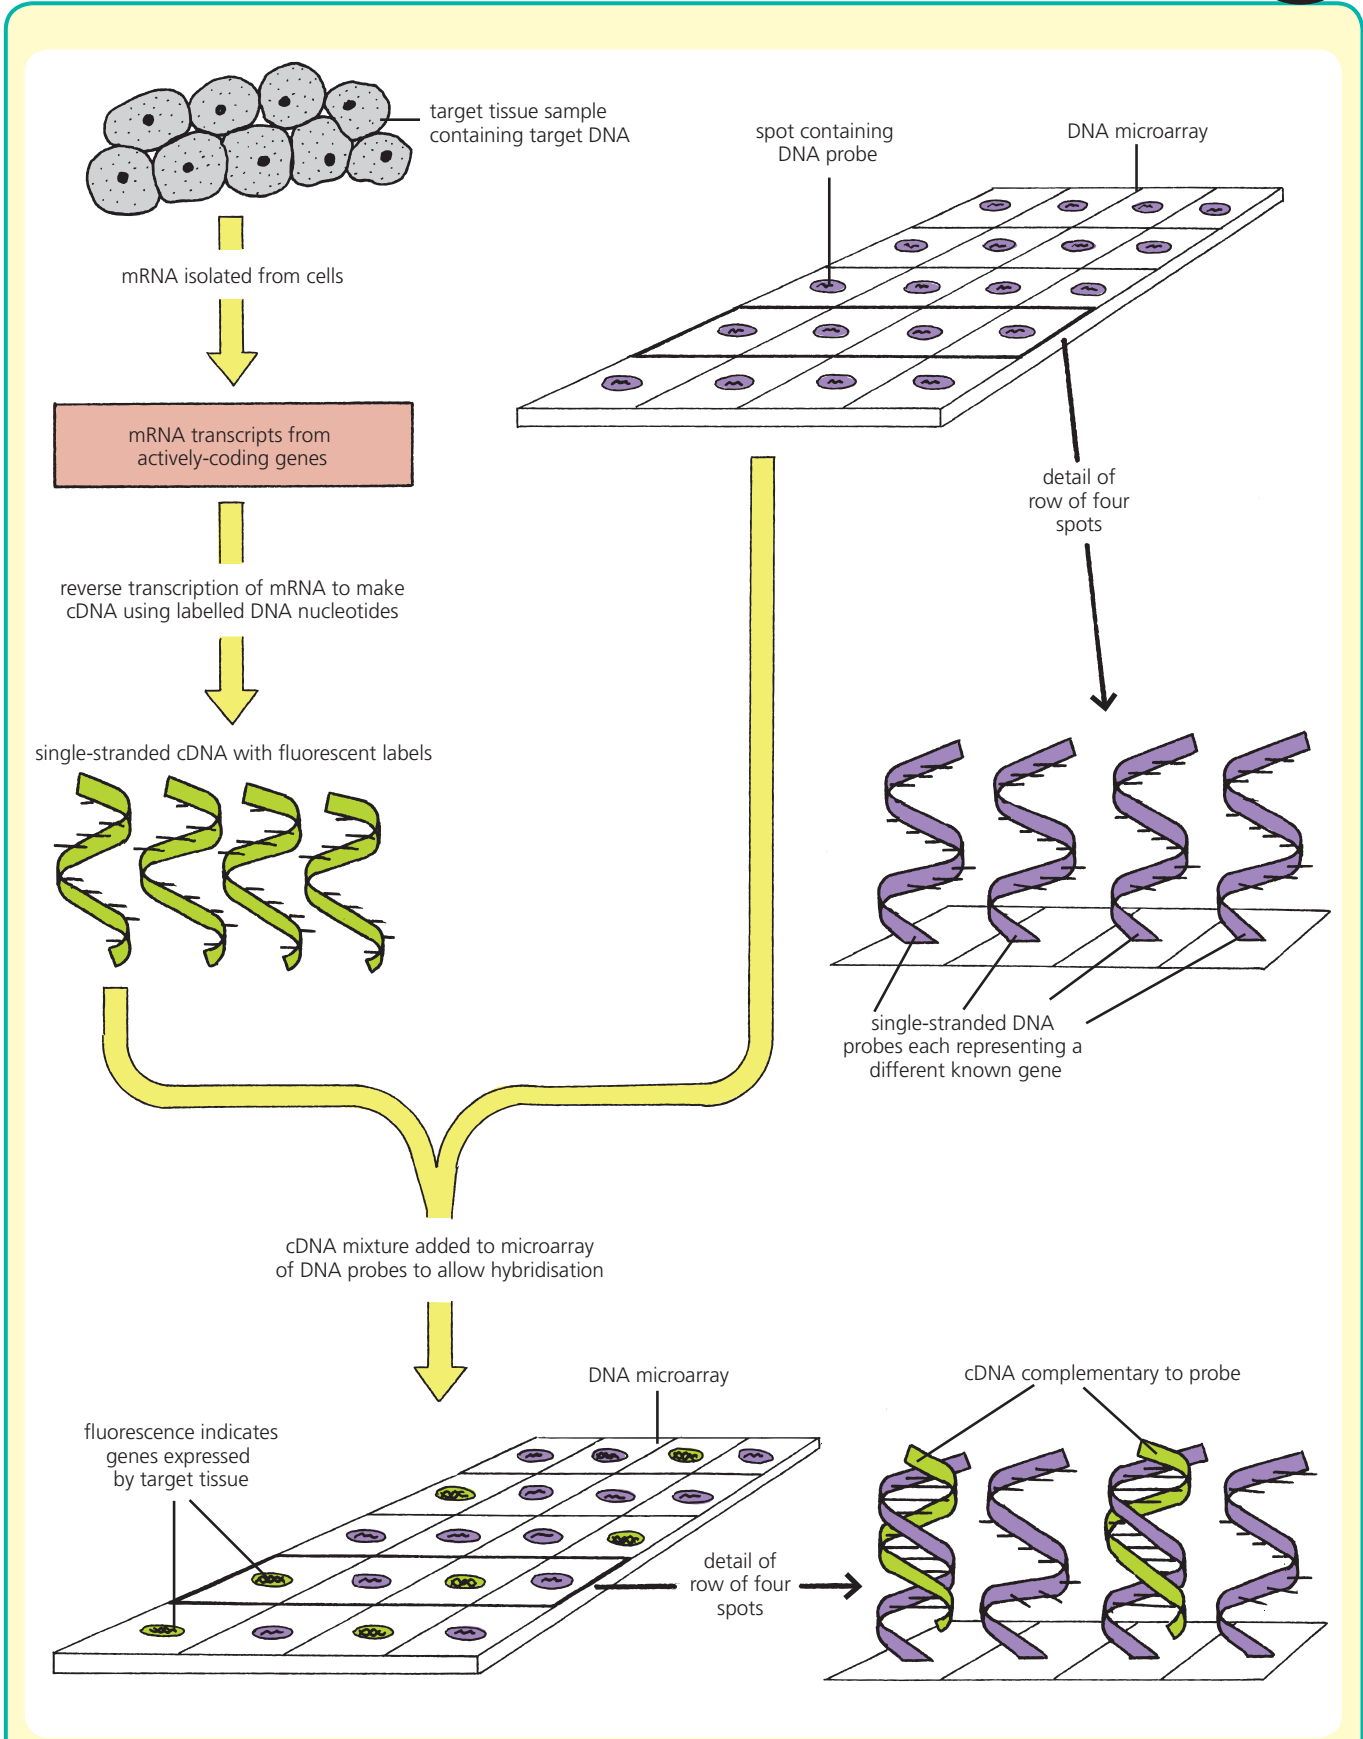 target tissue sample
containing target DNA
spot containing
DNA probe
DNA microarray
mRNA isolated from cells
mRNA transcripts from
actively-coding genes
detail of
row of four
spots
reverse transcription of mRNA to make
cDNA using labelled DNA nucleotides
single-stranded cDNA with fluorescent labels
single-stranded DNA
probes each representing a
different known gene
cDNA mixture added to microarray
of DNA probes to allow hybridisation
DNA microarray
cDNA complementary to probe
fluorescence indicates
genes expressed
by target tissue
detail of
row of four
spots